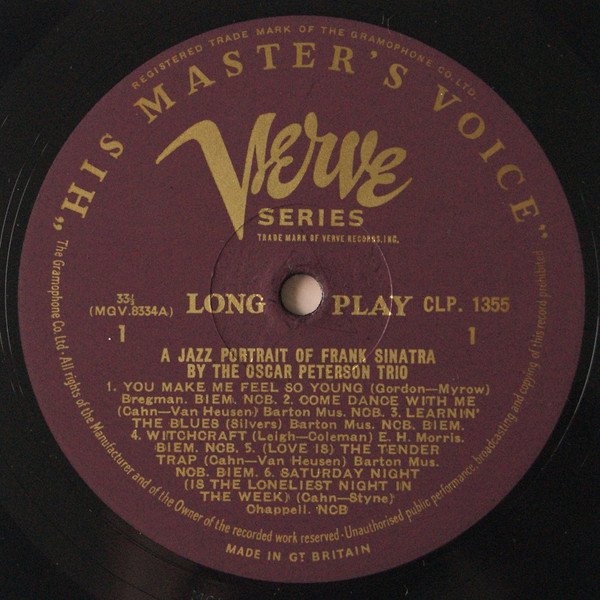 REGISTERED TRADE MARK OF THE GRAMOPHONE CO. LTD.
"HIS MASTER'S VOICE"
Verve
SERIES
TRADE MARK OF VERVE RECORDS, INC.
33⅓
(MGV.8334A)
LONG PLAY
CLP. 1355
1
1
A JAZZ PORTRAIT OF FRANK SINATRA
BY THE OSCAR PETERSON TRIO
1. YOU MAKE ME FEEL SO YOUNG (Gordon—Myrow)
Bregman. BIEM. NCB. 2. COME DANCE WITH ME
(Cahn—Van Heusen) Barton Mus. NCB. 3. LEARNIN'
THE BLUES (Silvers) Barton Mus. NCB. BIEM.
4. WITCHCRAFT (Leigh—Coleman) E. H. Morris.
BIEM. NCB. 5. (LOVE IS) THE TENDER
TRAP (Cahn—Van Heusen) Barton Mus.
NCB. BIEM. 6. SATURDAY NIGHT
(IS THE LONELIEST NIGHT IN
THE WEEK) (Cahn—Styne)
Chappell. NCB
The Gramophone Co. Ltd. All rights of the Manufacturer and of the Owner of the recorded work reserved · Unauthorised public performance, broadcasting and copying of this record prohibited
MADE IN GT BRITAIN